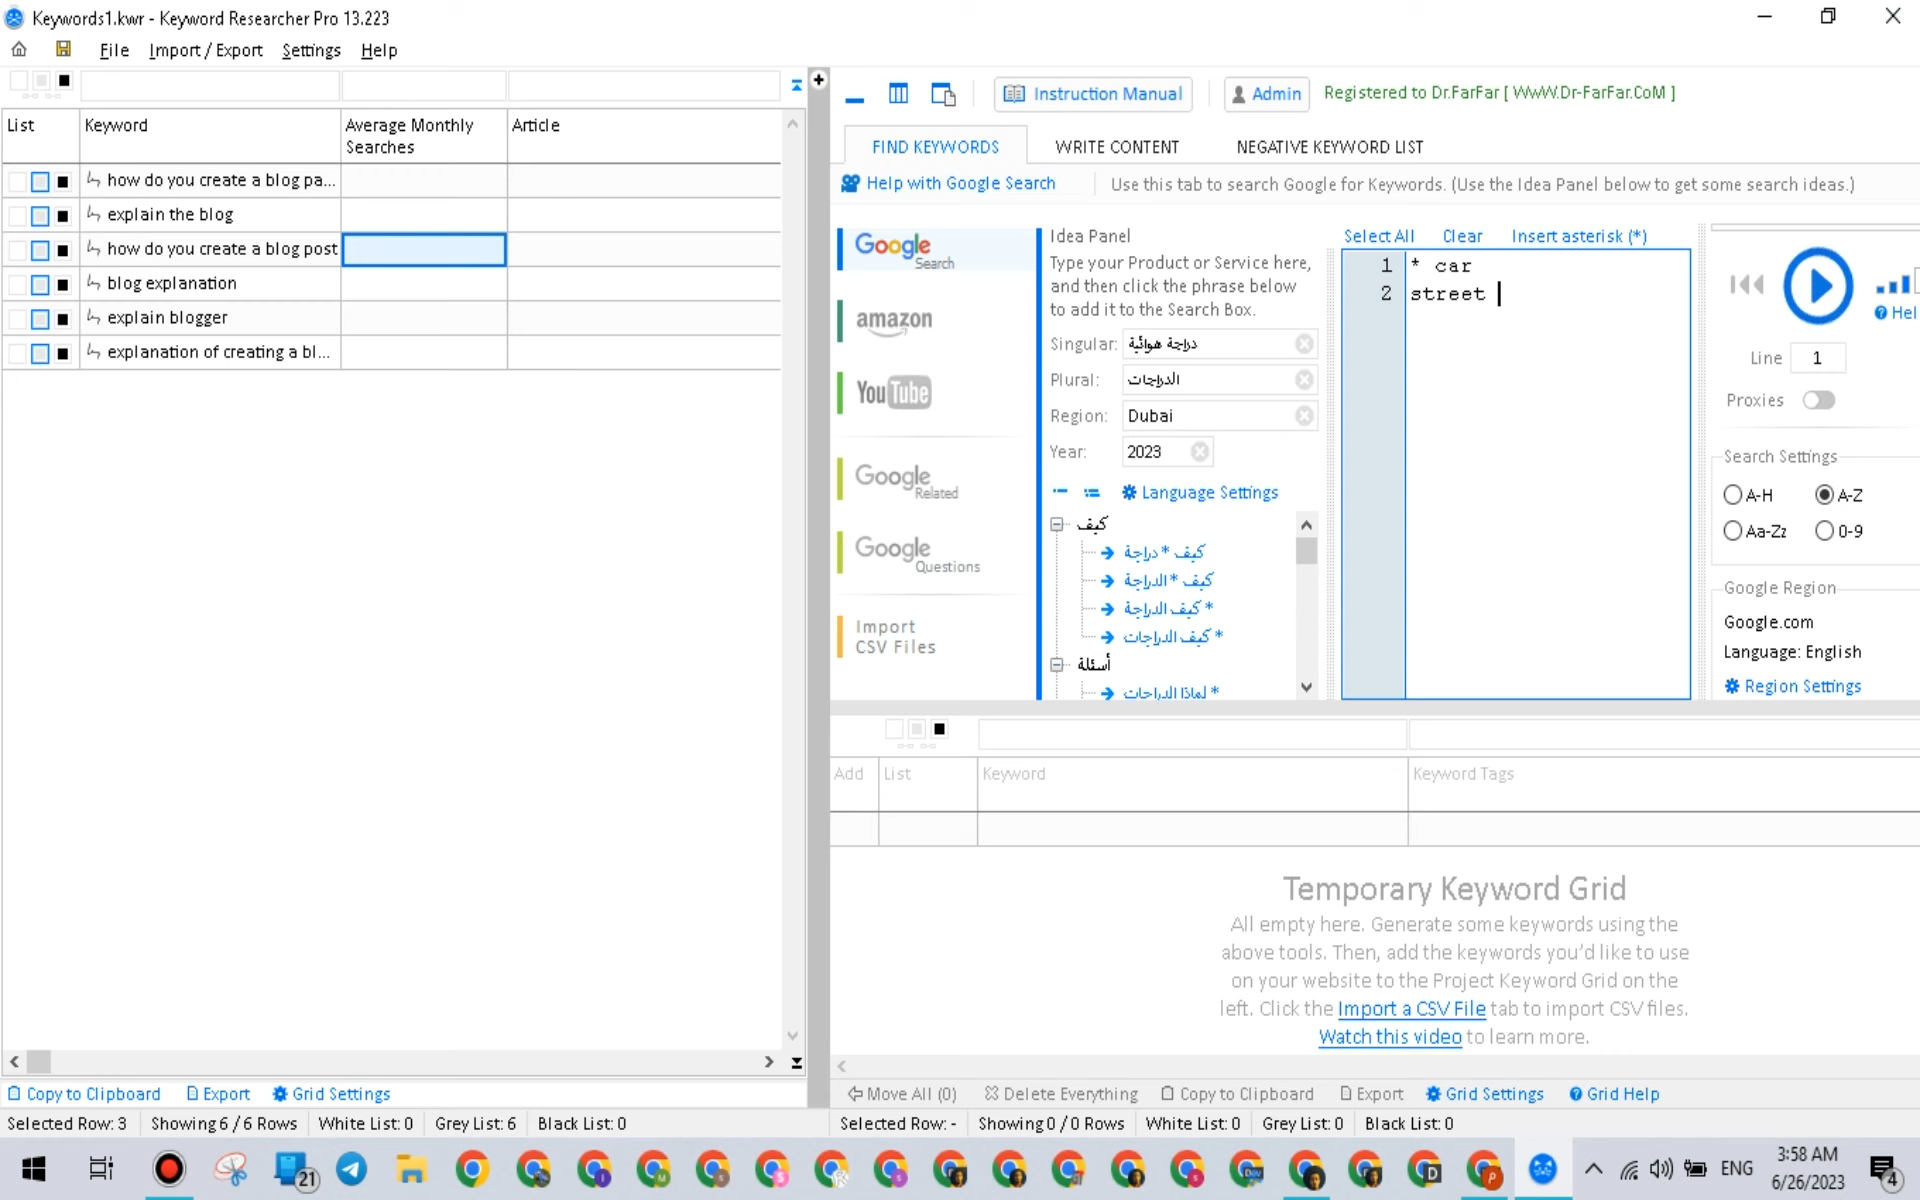 Keywords1.kwr - Keyword Researcher Pro 13.223
File Import / Export Settings Help
List Keyword Average Monthly Searches Article
how do you create a blog pa...
explain the blog
how do you create a blog post
blog explanation
explain blogger
explanation of creating a bl...
Copy to Clipboard Export Grid Settings
Selected Row: 3 Showing 6 / 6 Rows White List: 0 Grey List: 6 Black List: 0
Instruction Manual Admin Registered to Dr.FarFar [ WwW.Dr-FarFar.CoM ]
FIND KEYWORDS WRITE CONTENT NEGATIVE KEYWORD LIST
Help with Google Search Use this tab to search Google for Keywords. (Use the Idea Panel below to get some search ideas.)
Google Search
amazon
YouTube
Google Related
Google Questions
Import
CSV Files
Idea Panel
Type your Product or Service here,
and then click the phrase below
to add it to the Search Box.
Singular: دراجة هوائية
Plural: الدراجات
Region: Dubai
Year: 2023
Language Settings
كيف
كيف * دراجة
كيف * الدراجة
كيف الدراجة *
كيف الدراجات *
أسئلة
لماذا الدراجات *
Select All Clear Insert asterisk (*)
1 * car
2 street
Hel
Line 1
Proxies
Search Settings
A-H A-Z
Aa-Zz 0-9
Google Region
Google.com
Language: English
Region Settings
Add List Keyword Keyword Tags
Temporary Keyword Grid
All empty here. Generate some keywords using the
above tools. Then, add the keywords you'd like to use
on your website to the Project Keyword Grid on the
left. Click the Import a CSV File tab to import CSV files.
Watch this video to learn more.
Move All (0) Delete Everything Copy to Clipboard Export Grid Settings Grid Help
Selected Row: - Showing 0 / 0 Rows White List: 0 Grey List: 0 Black List: 0
21
ENG
3:58 AM
6/26/2023
4